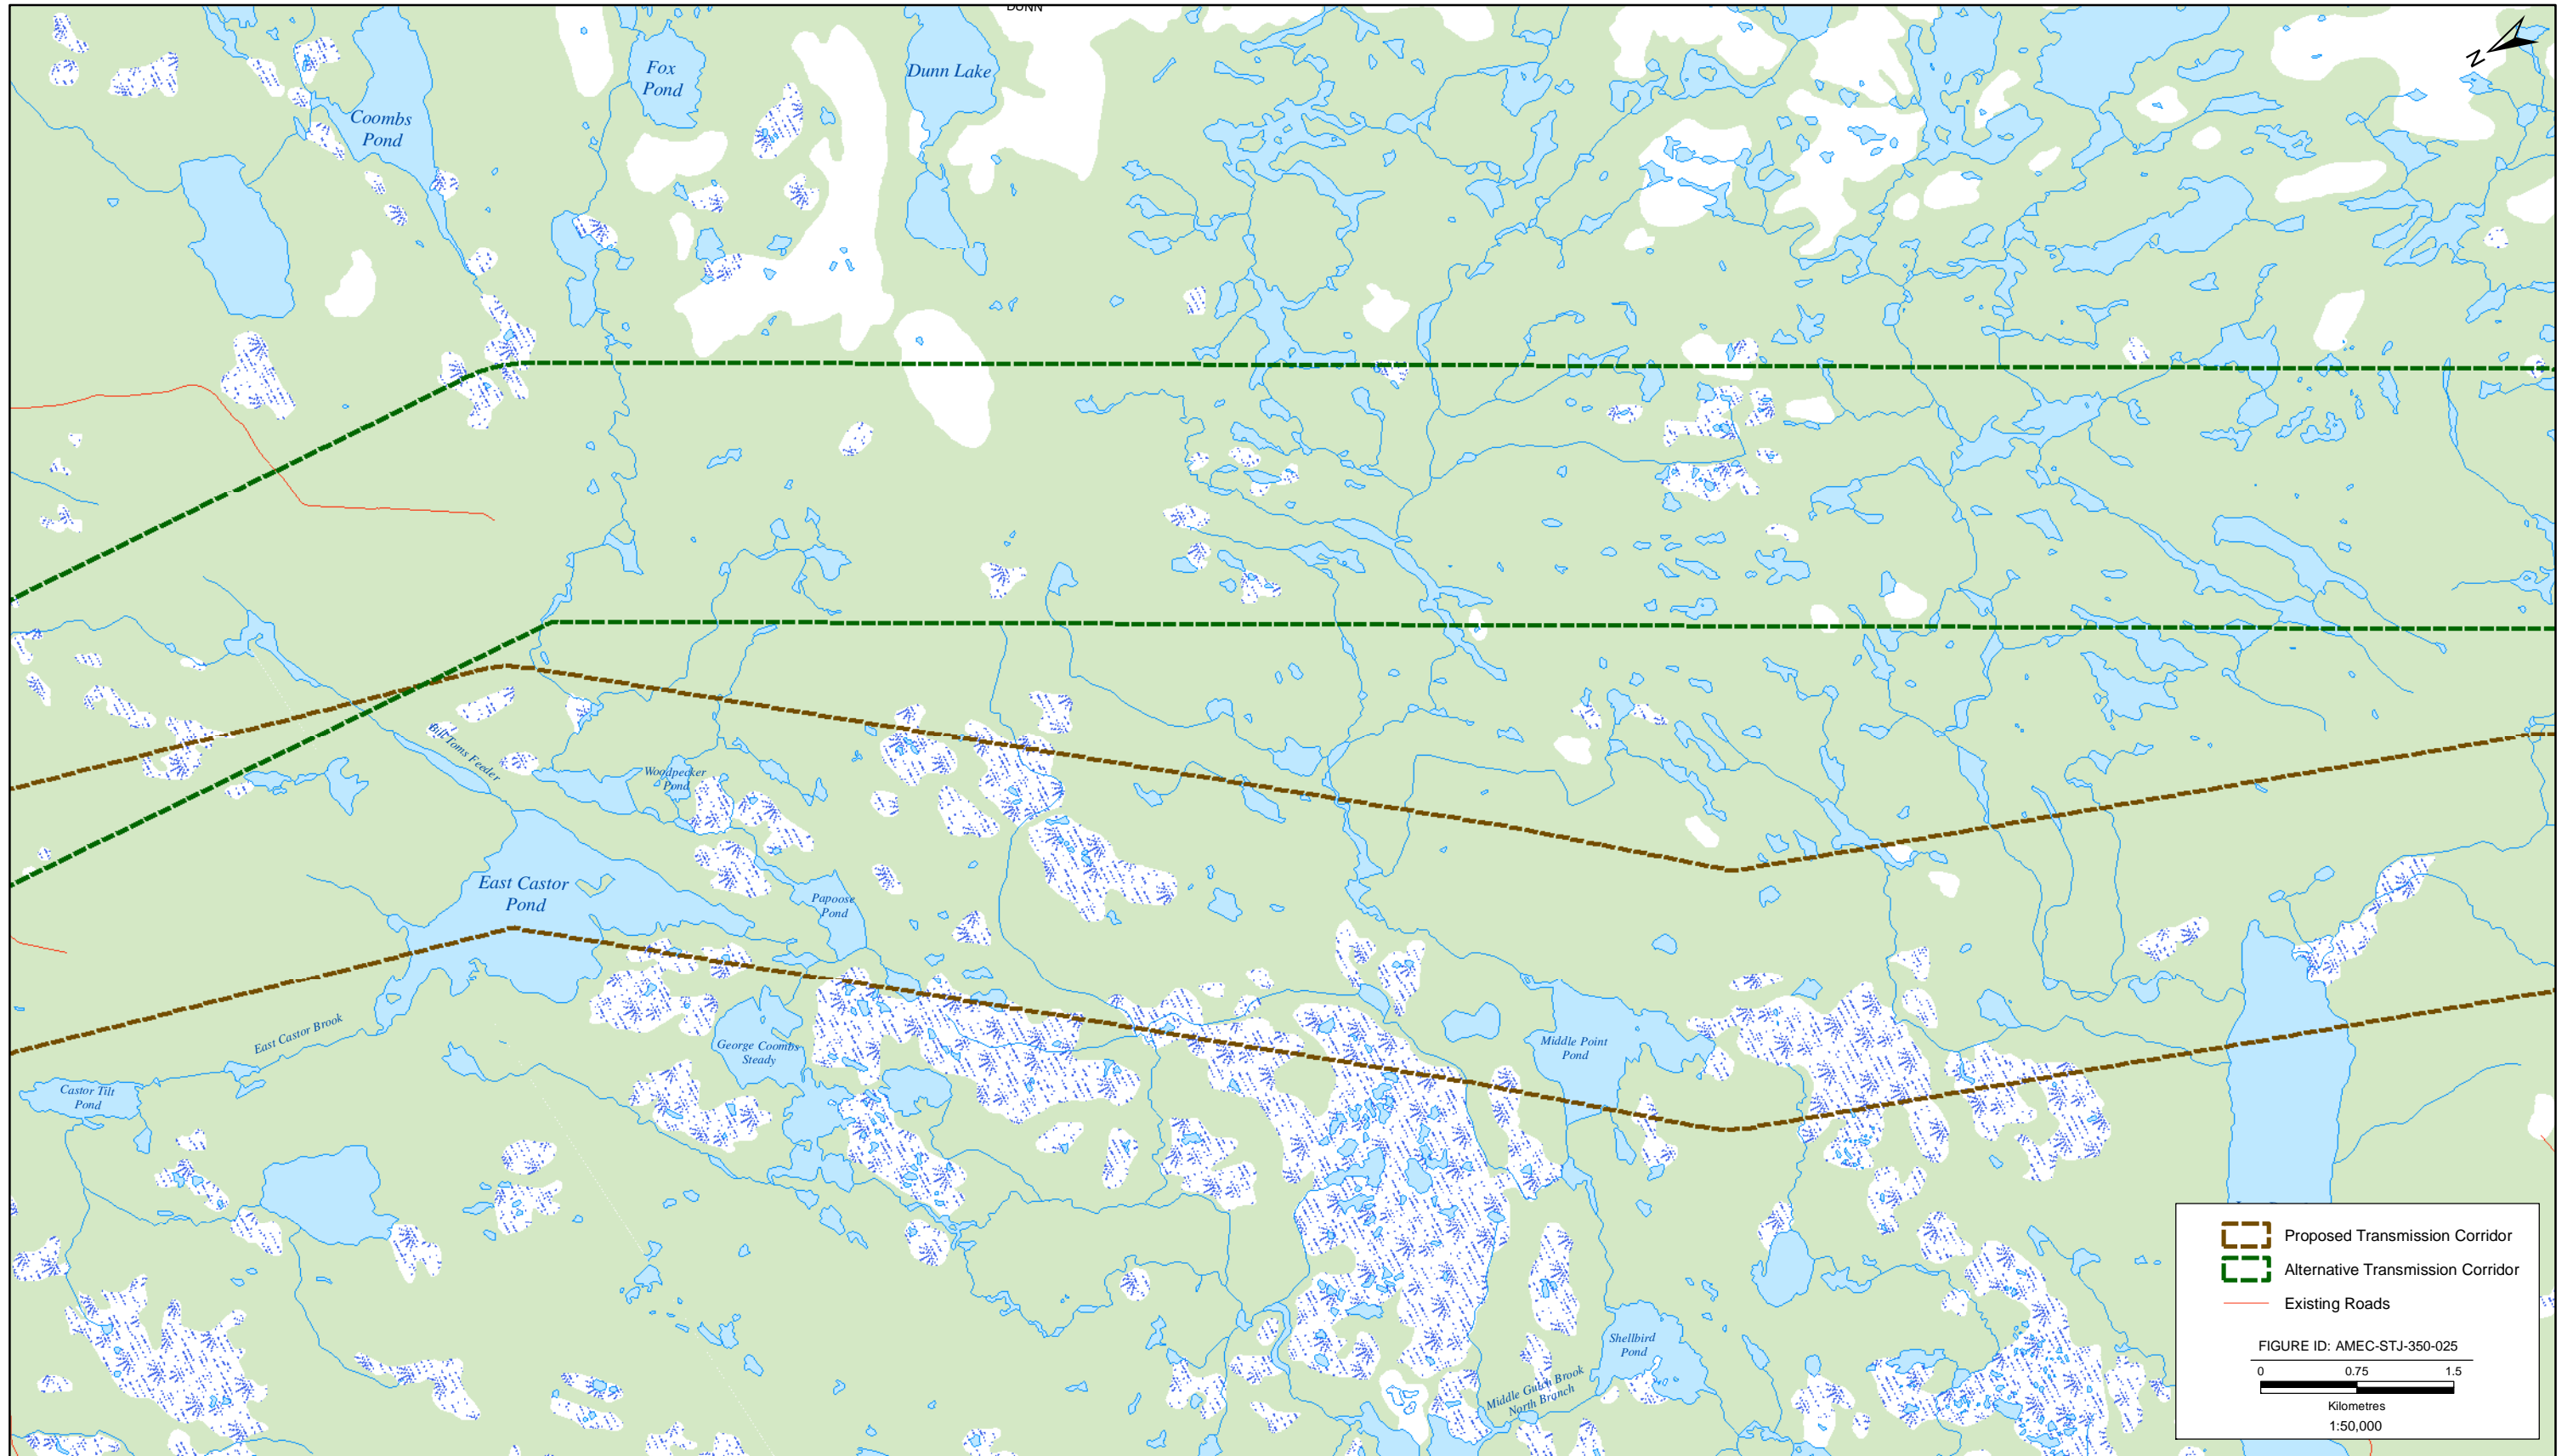 DUNN
N
Fox
Pond
Dunn Lake
Coombs
Pond
Bill Toms Feeder
Woodpecker
Pond
East Castor
Pond
Papoose
Pond
East Castor Brook
George Coombs
Steady
Middle Point
Pond
Castor Tilt
Pond
Shellbird
Pond
Middle Gulch Brook
North Branch
Proposed Transmission Corridor
Alternative Transmission Corridor
Existing Roads
FIGURE ID: AMEC-STJ-350-025
0 0.75 1.5
Kilometres
1:50,000